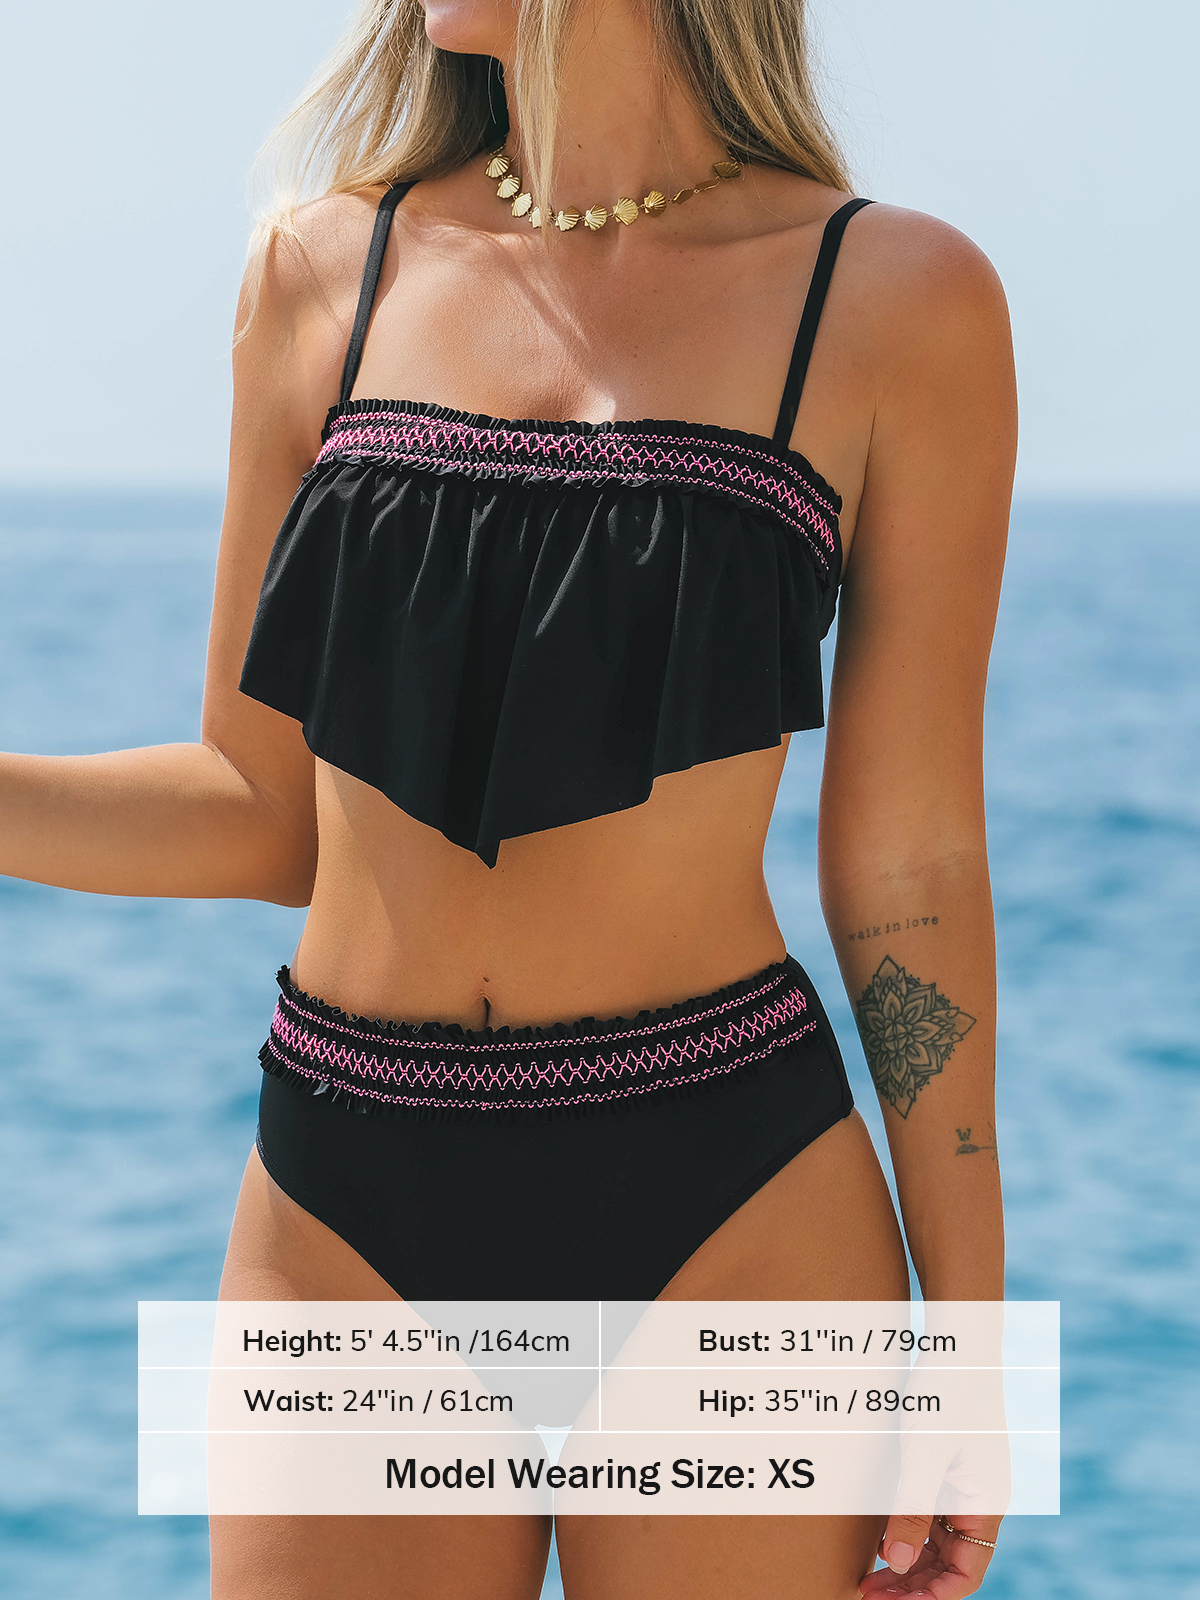 walk in love
W
Height: 5' 4.5''in /164cm
Bust: 31''in / 79cm
Waist: 24''in / 61cm
Hip: 35''in / 89cm
Model Wearing Size: XS